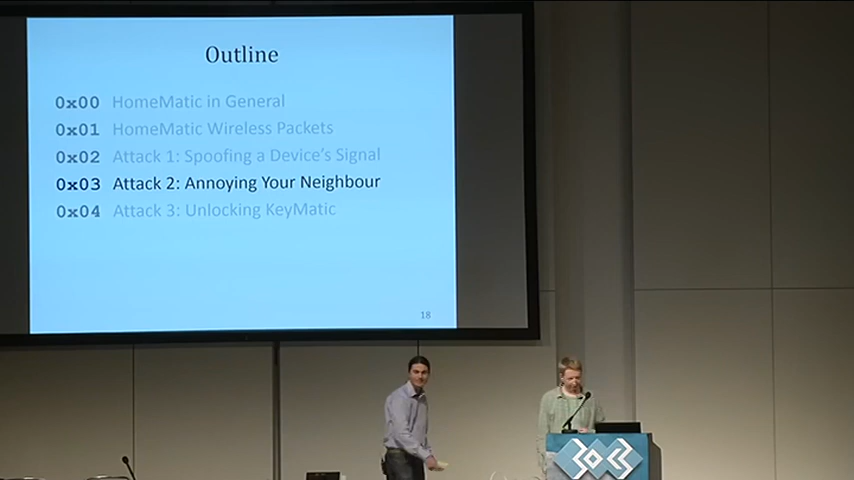 Outline
0x00 HomeMatic in General
0x01 HomeMatic Wireless Packets
0x02 Attack 1: Spoofing a Device's Signal
0x03 Attack 2: Annoying Your Neighbour
0x04 Attack 3: Unlocking KeyMatic
18
30C3